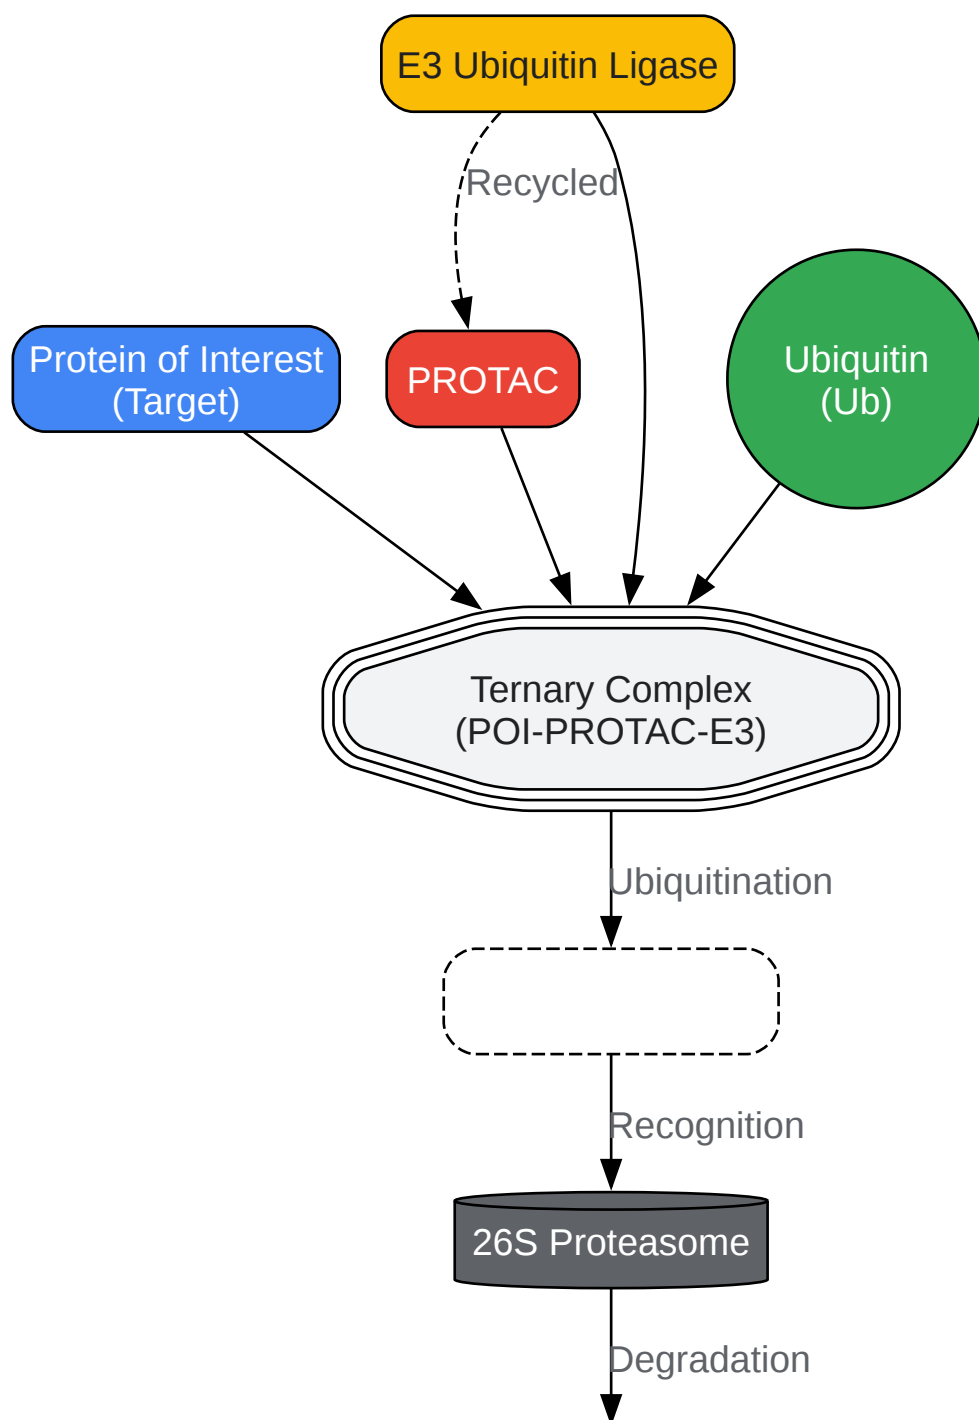 E3 Ubiquitin Ligase
Recycled
Protein of Interest
(Target)
PROTAC
Ubiquitin
(Ub)
Ternary Complex
(POI-PROTAC-E3)
Ubiquitination
Recognition
26S Proteasome
Degradation